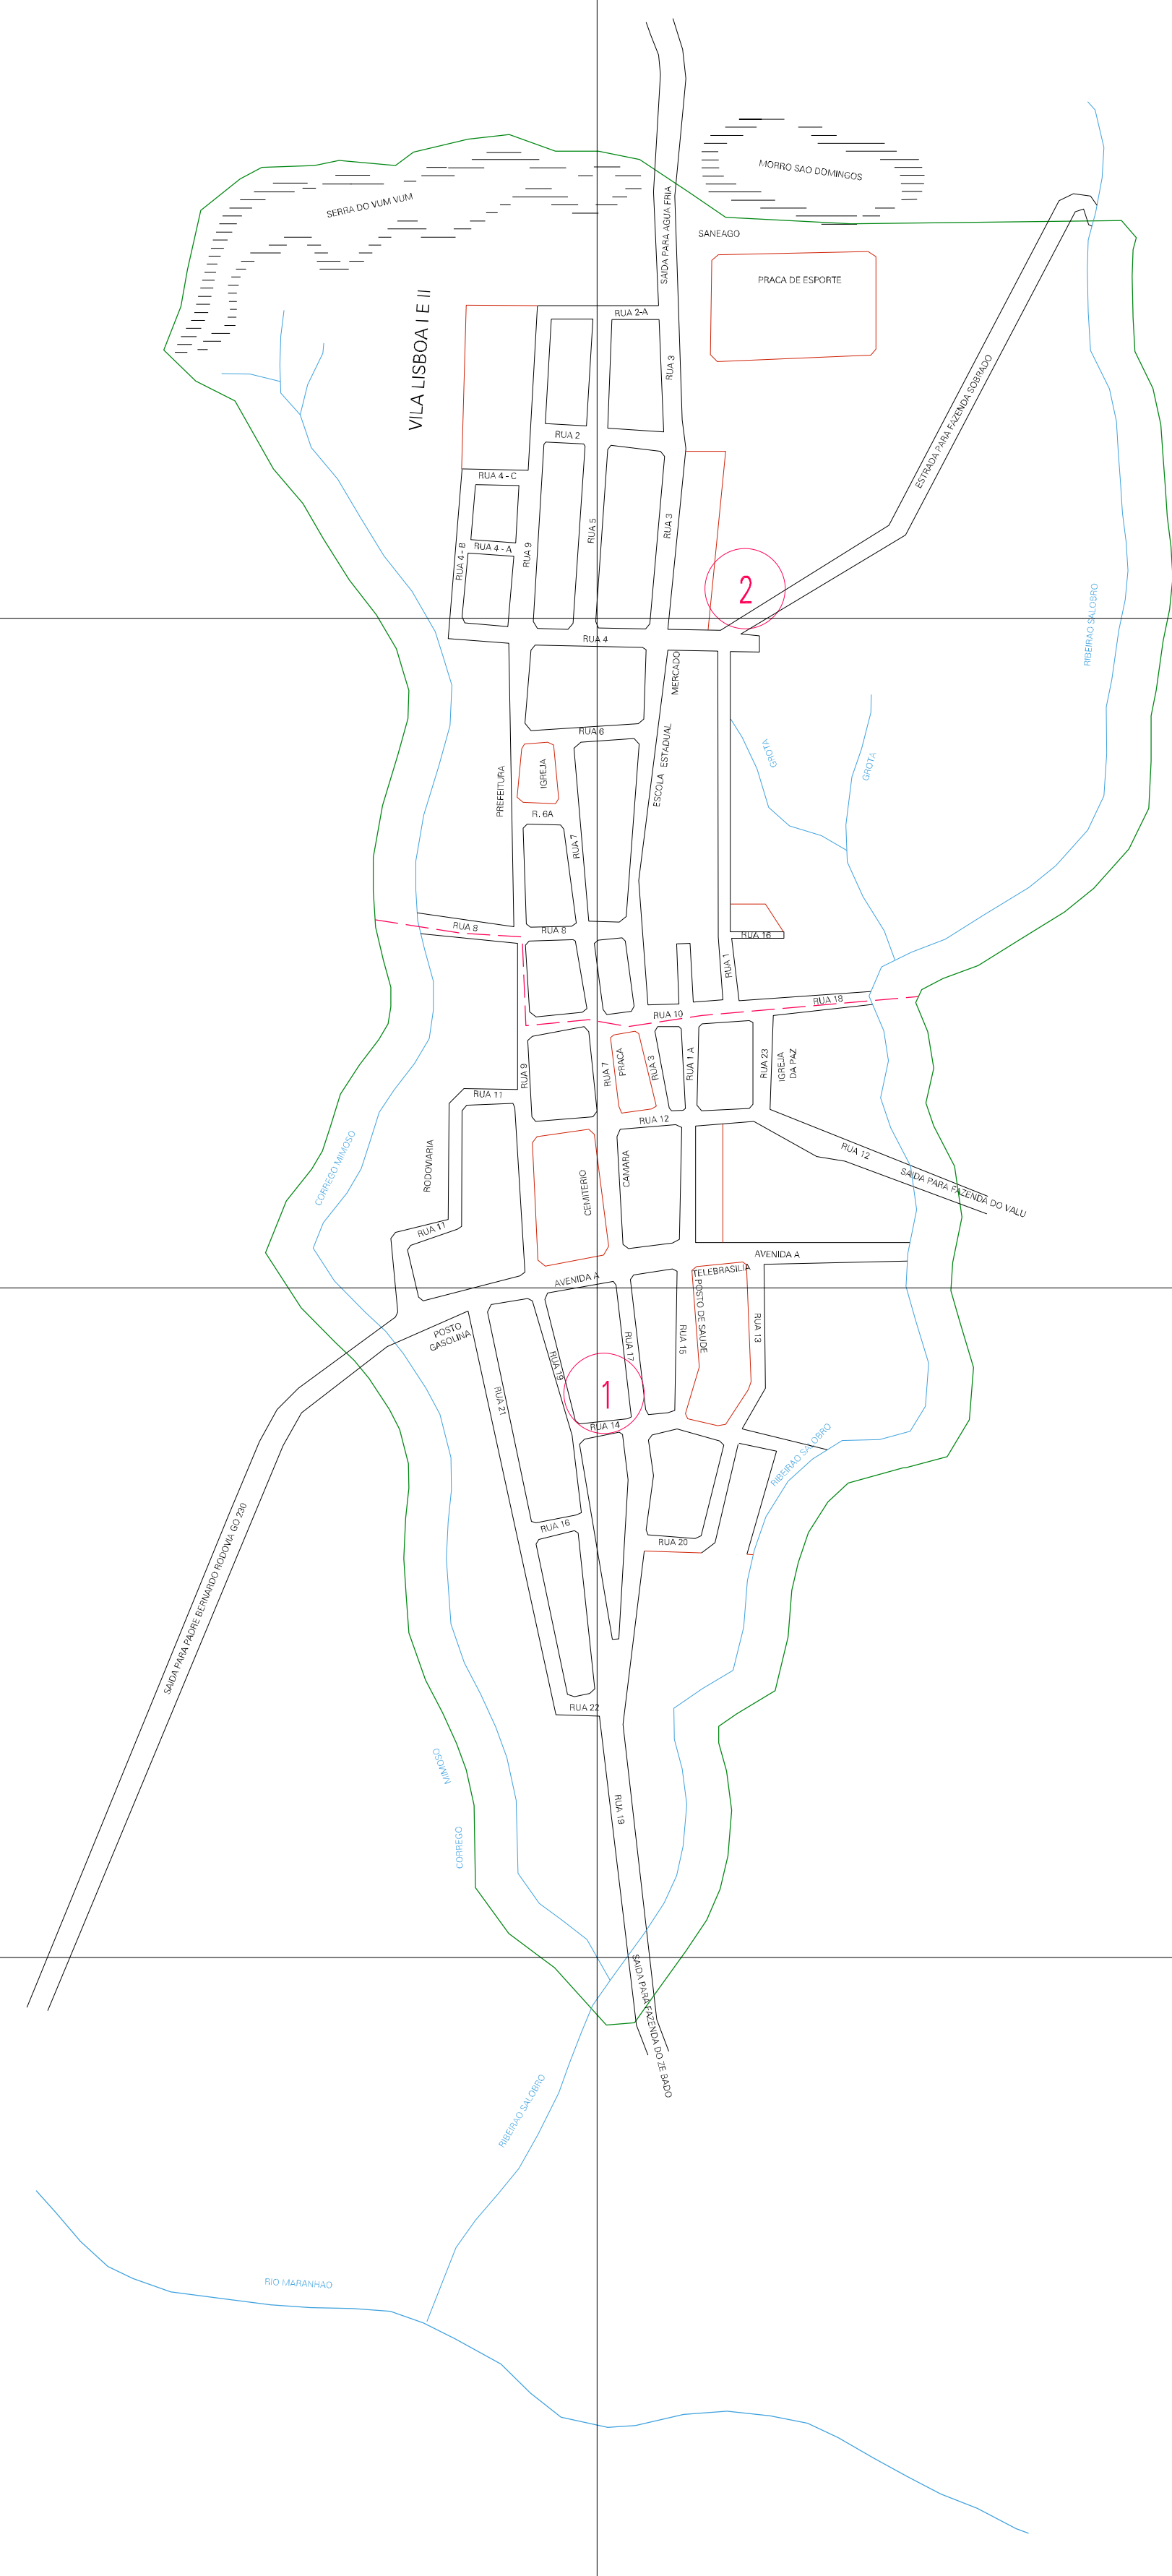 MORRO SAO DOMINGOS
SERRA DO VUM VUM
SAIDA PARA AGUA FRIA
SANEAGO
PRACA DE ESPORTE
VILA LISBOA I E II
RUA 2-A
RUA 3
ESTRADA PARA FAZENDA SOBRADO
RUA 2
RUA 4 - C
RUA 5
RUA 3
RUA 9
RUA 4 - A
RUA 4 - B
2
RIBEIRAO SALOBRO
RUA 4
MERCADO
RUA 6
ESCOLA ESTADUAL
GROTA
GROTA
PREFEITURA
IGREJA
R. 6A
RUA 7
RUA 8
RUA 8
RUA 16
RUA 1
RUA 18
RUA 10
RUA 9
RUA 7
PRACA
RUA 3
RUA 1 A
RUA 23
IGREJA
DA PAZ
RUA 11
RUA 12
RUA 12
CORREGO MIMOSO
RODOVIARIA
CAMARA
CEMITERIO
SAIDA PARA FAZENDA DO VALU
RUA 11
AVENIDA A
AVENIDA A
TELEBRASILIA
POSTO DE SAUDE
POSTO
GASOLINA
RUA 13
RUA 15
RUA 17
RUA 19
RUA 21
1
RUA 14
RIBEIRAO SALOBRO
RUA 16
RUA 20
SAIDA PARA PADRE BERNARDO RODOVIA GO 230
RUA 22
MIMOSO
CORREGO
RUA 19
SAIDA PARA FAZENDA DO ZE BADO
RIBEIRAO SALOBRO
RIO MARANHAO